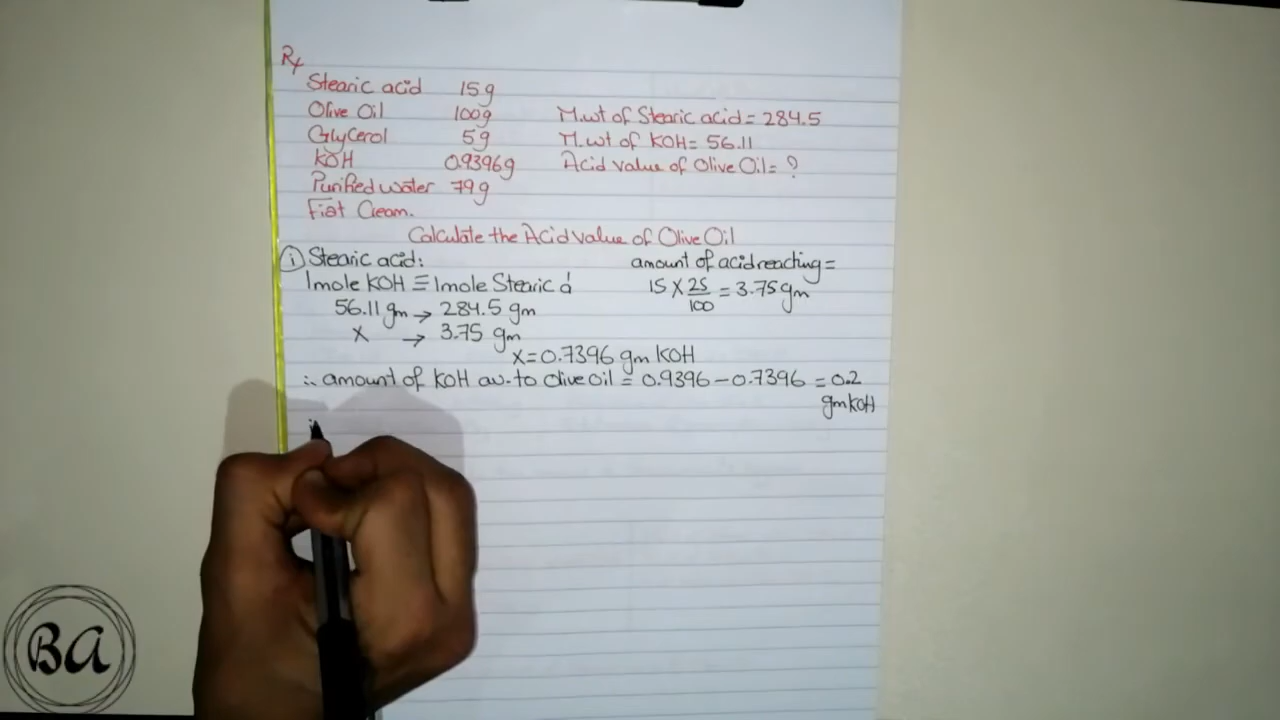 Rx
Stearic acid 15g
Olive Oil 100g M.wt of Stearic acid = 284.5
Glycerol 5g M.wt of KOH = 56.11
KOH 0.9396g Acid value of Olive Oil = ?
Purified water 79g
Fiat Cream.
Calculate the Acid value of Olive Oil
i Stearic acid: amount of acid reacting =
1mole KOH ≡ 1mole Stearic a 15 × 25/100 = 3.75 gm
56.11 gm → 284.5 gm
x → 3.75 gm
x = 0.7396 gm KOH
∴ amount of KOH av. to Olive oil = 0.9396 - 0.7396 = 0.2
gm KOH
BA